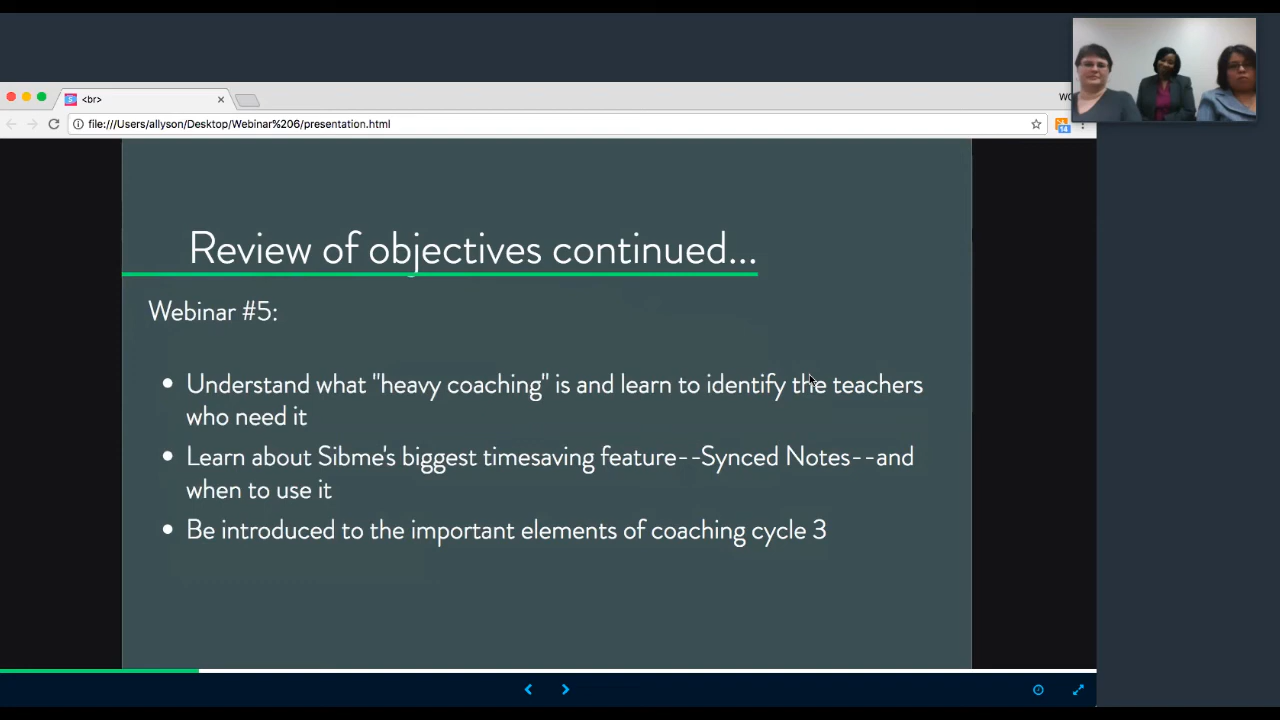 <br>
file:///Users/allyson/Desktop/Webinar%206/presentation.html
14
Review of objectives continued...
Webinar #5:
• Understand what "heavy coaching" is and learn to identify the teachers
who need it
• Learn about Sibme's biggest timesaving feature--Synced Notes--and
when to use it
• Be introduced to the important elements of coaching cycle 3